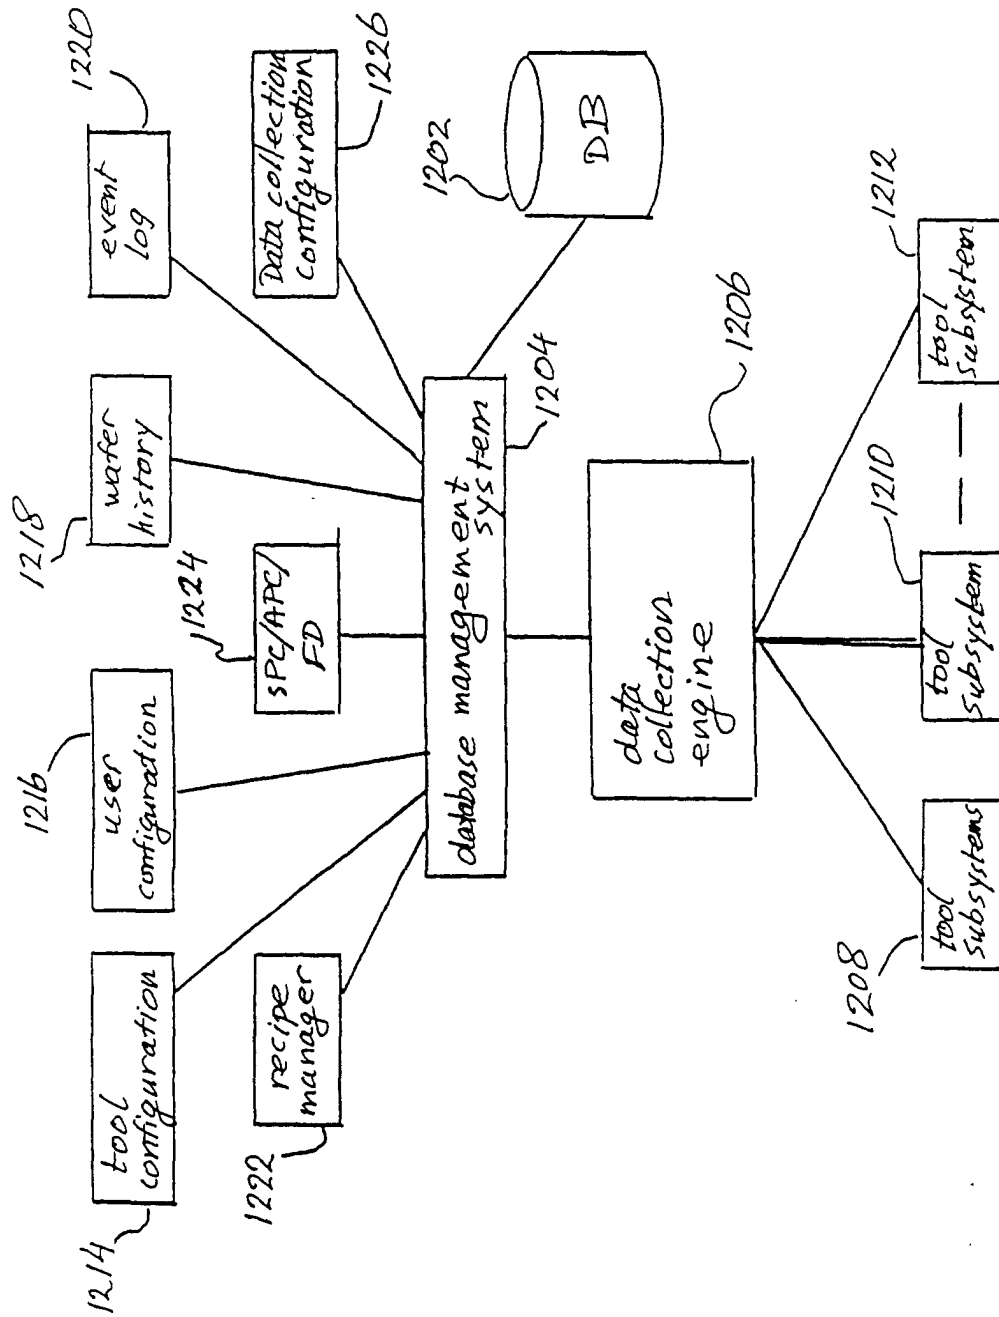 1214
tool
configuration
1216
user
configuration
1218
wafer
history
1220
event
log
1222
recipe
manager
1224
SPC/APC/
FD
Data collection
configuration
1226
database management
system
1204
1202
DB
data
collection
engine
1206
1208
tool
subsystems
tool
subsystem
1210
tool
subsystem
1212